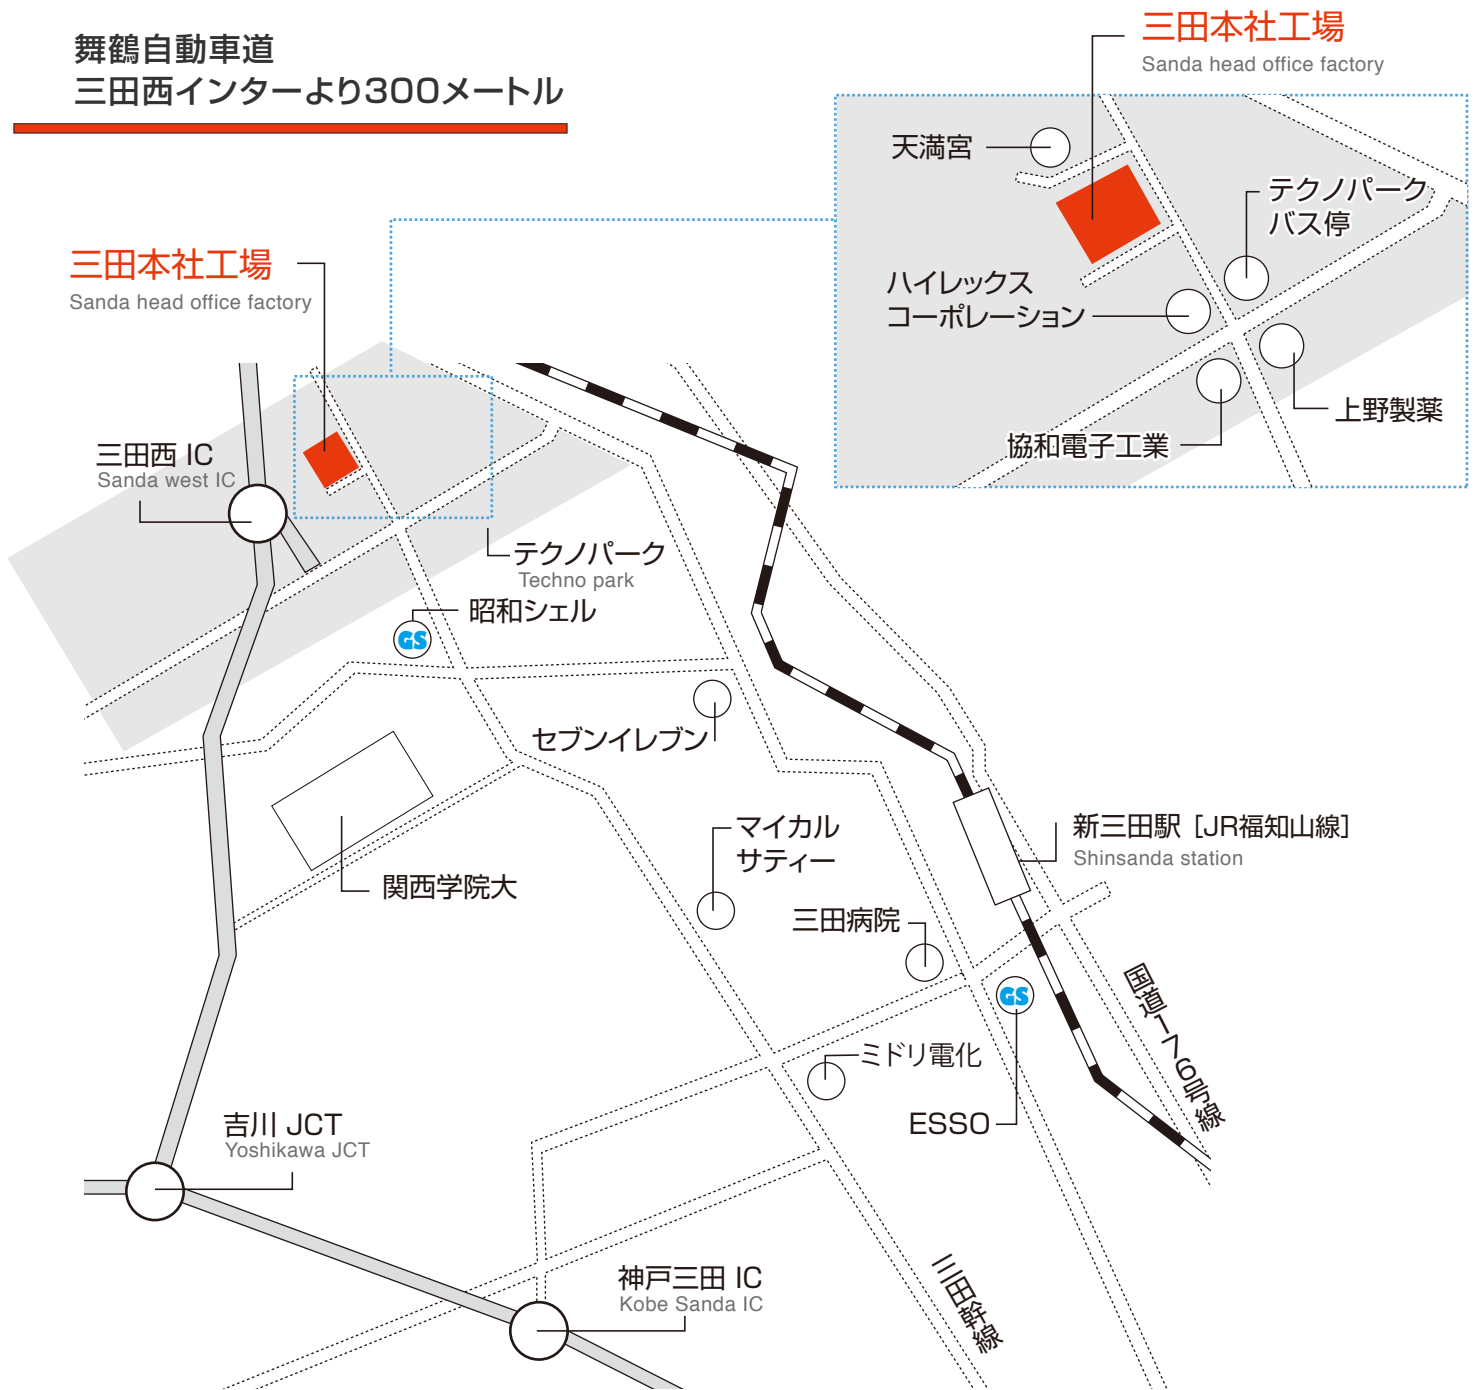 舞鶴自動車道
三田西インターより300メートル
三田本社工場
Sanda head office factory
天満宮
テクノパーク
バス停
ハイレックス
コーポレーション
上野製薬
協和電子工業
三田本社工場
Sanda head office factory
三田西 IC
Sanda west IC
テクノパーク
Techno park
昭和シェル
GS
セブンイレブン
マイカル
サティー
新三田駅［JR福知山線］
Shinsanda station
関西学院大
三田病院
GS
国道176号線
ミドリ電化
ESSO
吉川 JCT
Yoshikawa JCT
神戸三田 IC
Kobe Sanda IC
三田幹線